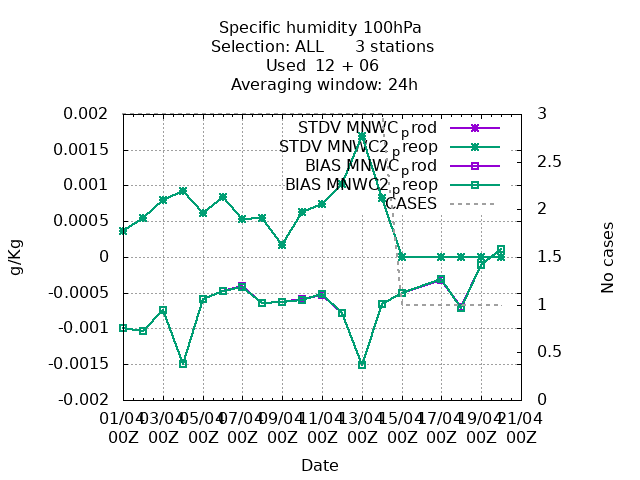 Specific humidity 100hPa
Selection: ALL 3 stations
Used 12 + 06
Averaging window: 24h
0.002
0.0015
0.001
0.0005
0
-0.0005
-0.001
-0.0015
-0.002
g/Kg
STDV MNWC_prod
STDV MNWC2_preop
BIAS MNWC_prod
BIAS MNWC2_preop
CASES
3
2.5
2
1.5
1
0.5
0
No cases
01/04 03/04 05/04 07/04 09/04 11/04 13/04 15/04 17/04 19/04 21/04
00Z 00Z 00Z 00Z 00Z 00Z 00Z 00Z 00Z 00Z 00Z
Date